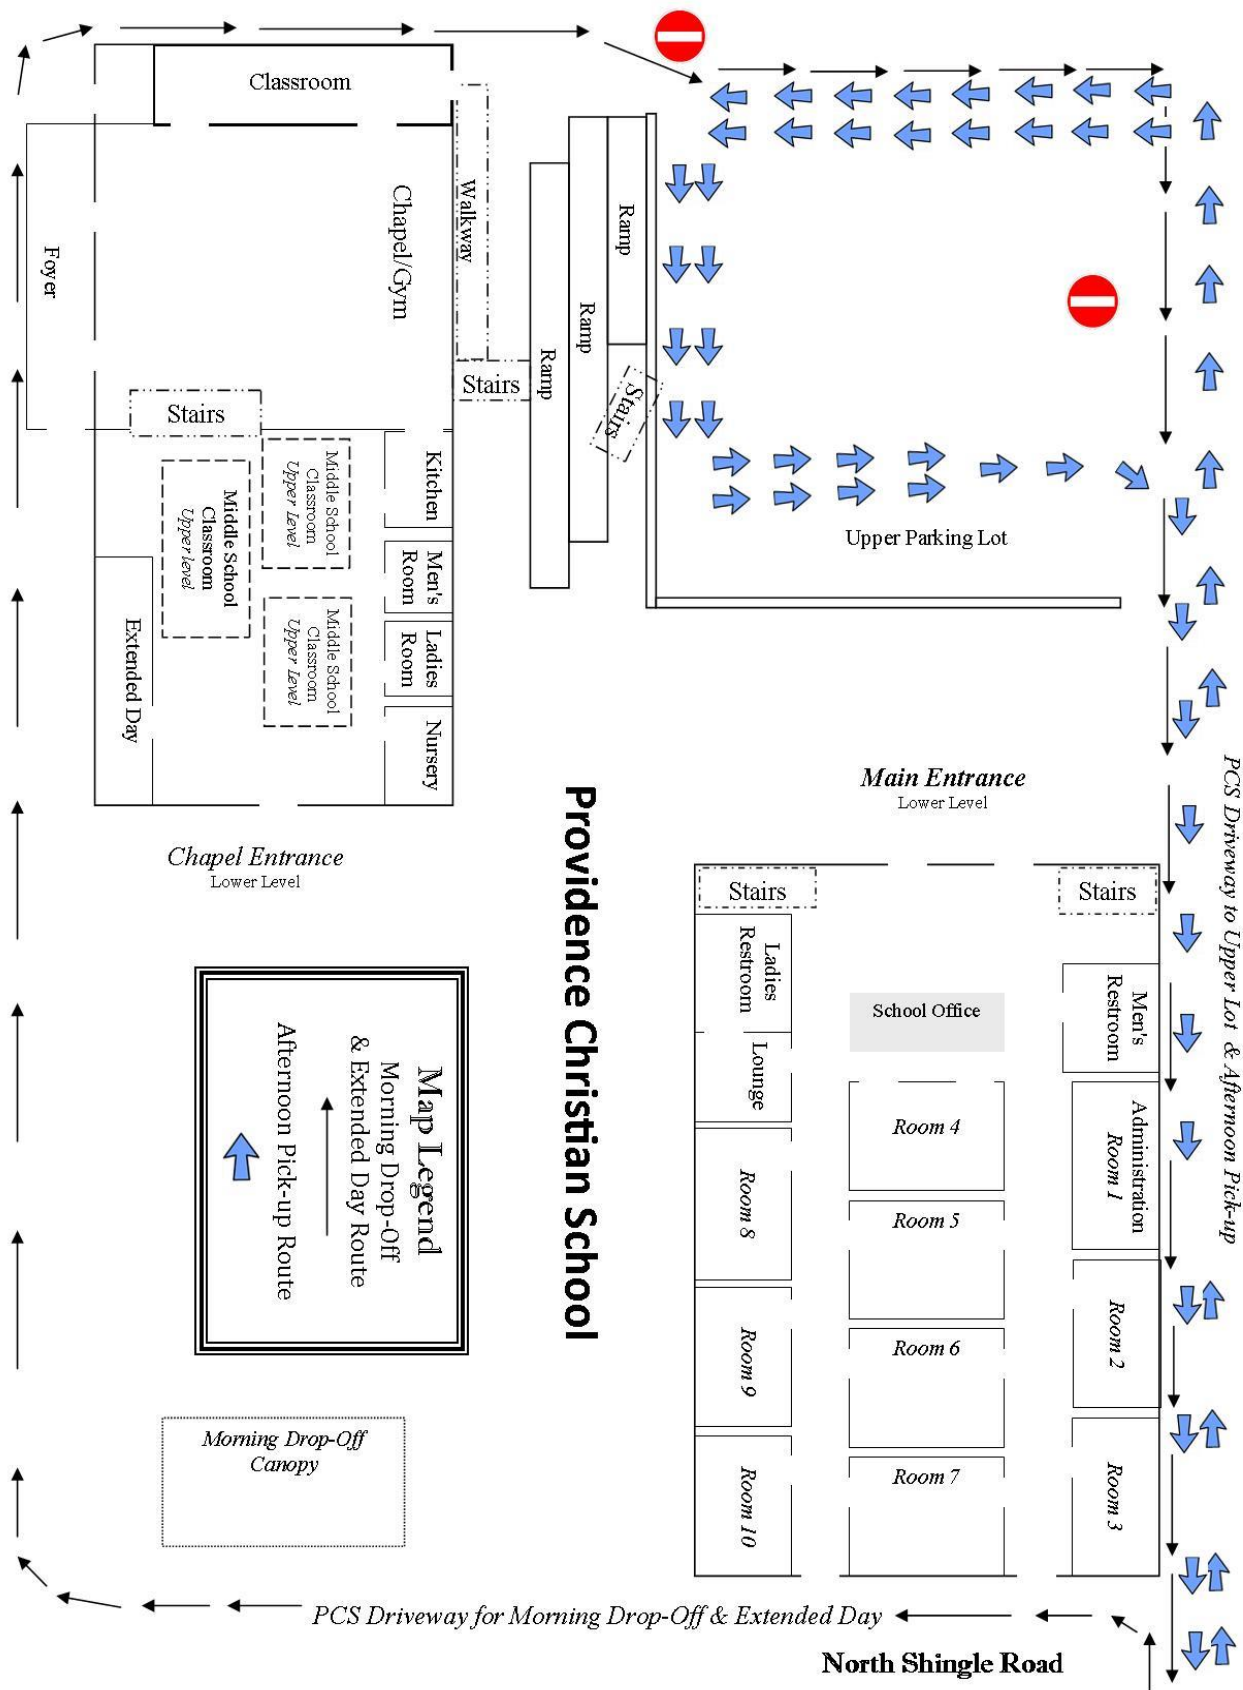 Classroom
Chapel/Gym
Walkway
Foyer
Ramp
Ramp
Ramp
Stairs
Stairs
Stairs
Kitchen
Men's
Room
Ladies
Room
Nursery
Middle School
Classroom
Upper Level
Middle School
Classroom
Upper level
Middle School
Classroom
Upper Level
Extended Day
Upper Parking Lot
Chapel Entrance
Lower Level
Main Entrance
Lower Level
Providence Christian School
PCS Driveway to Upper Lot & Afternoon Pick-up
Stairs
Stairs
Ladies
Restroom
Lounge
School Office
Men's
Restroom
Administration
Room 1
Room 4
Room 5
Room 6
Room 7
Room 8
Room 9
Room 10
Room 2
Room 3
Map Legend
Morning Drop-Off
& Extended Day Route
Afternoon Pick-up Route
Morning Drop-Off
Canopy
PCS Driveway for Morning Drop-Off & Extended Day
North Shingle Road